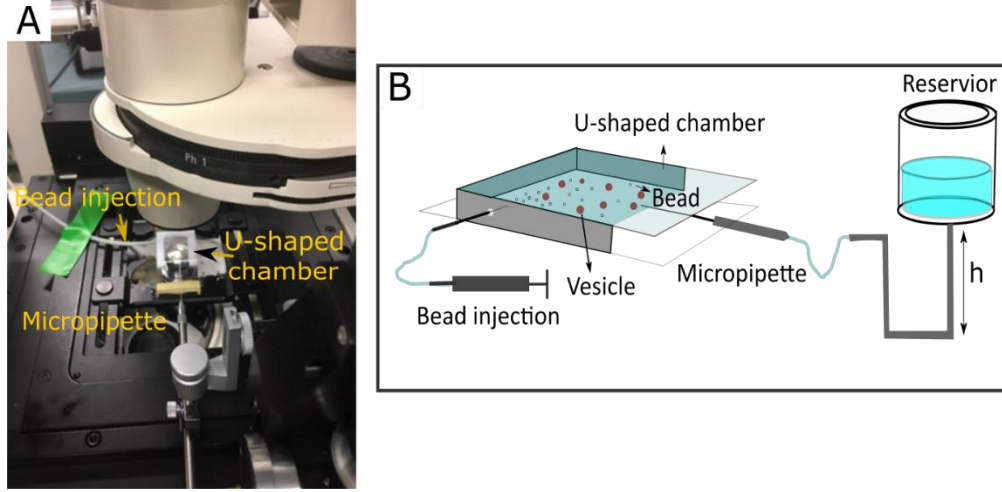 A
Ph 1
Bead injection
U-shaped
chamber
Micropipette
B
Reservior
U-shaped chamber
Bead
Vesicle
Micropipette
Bead injection
h